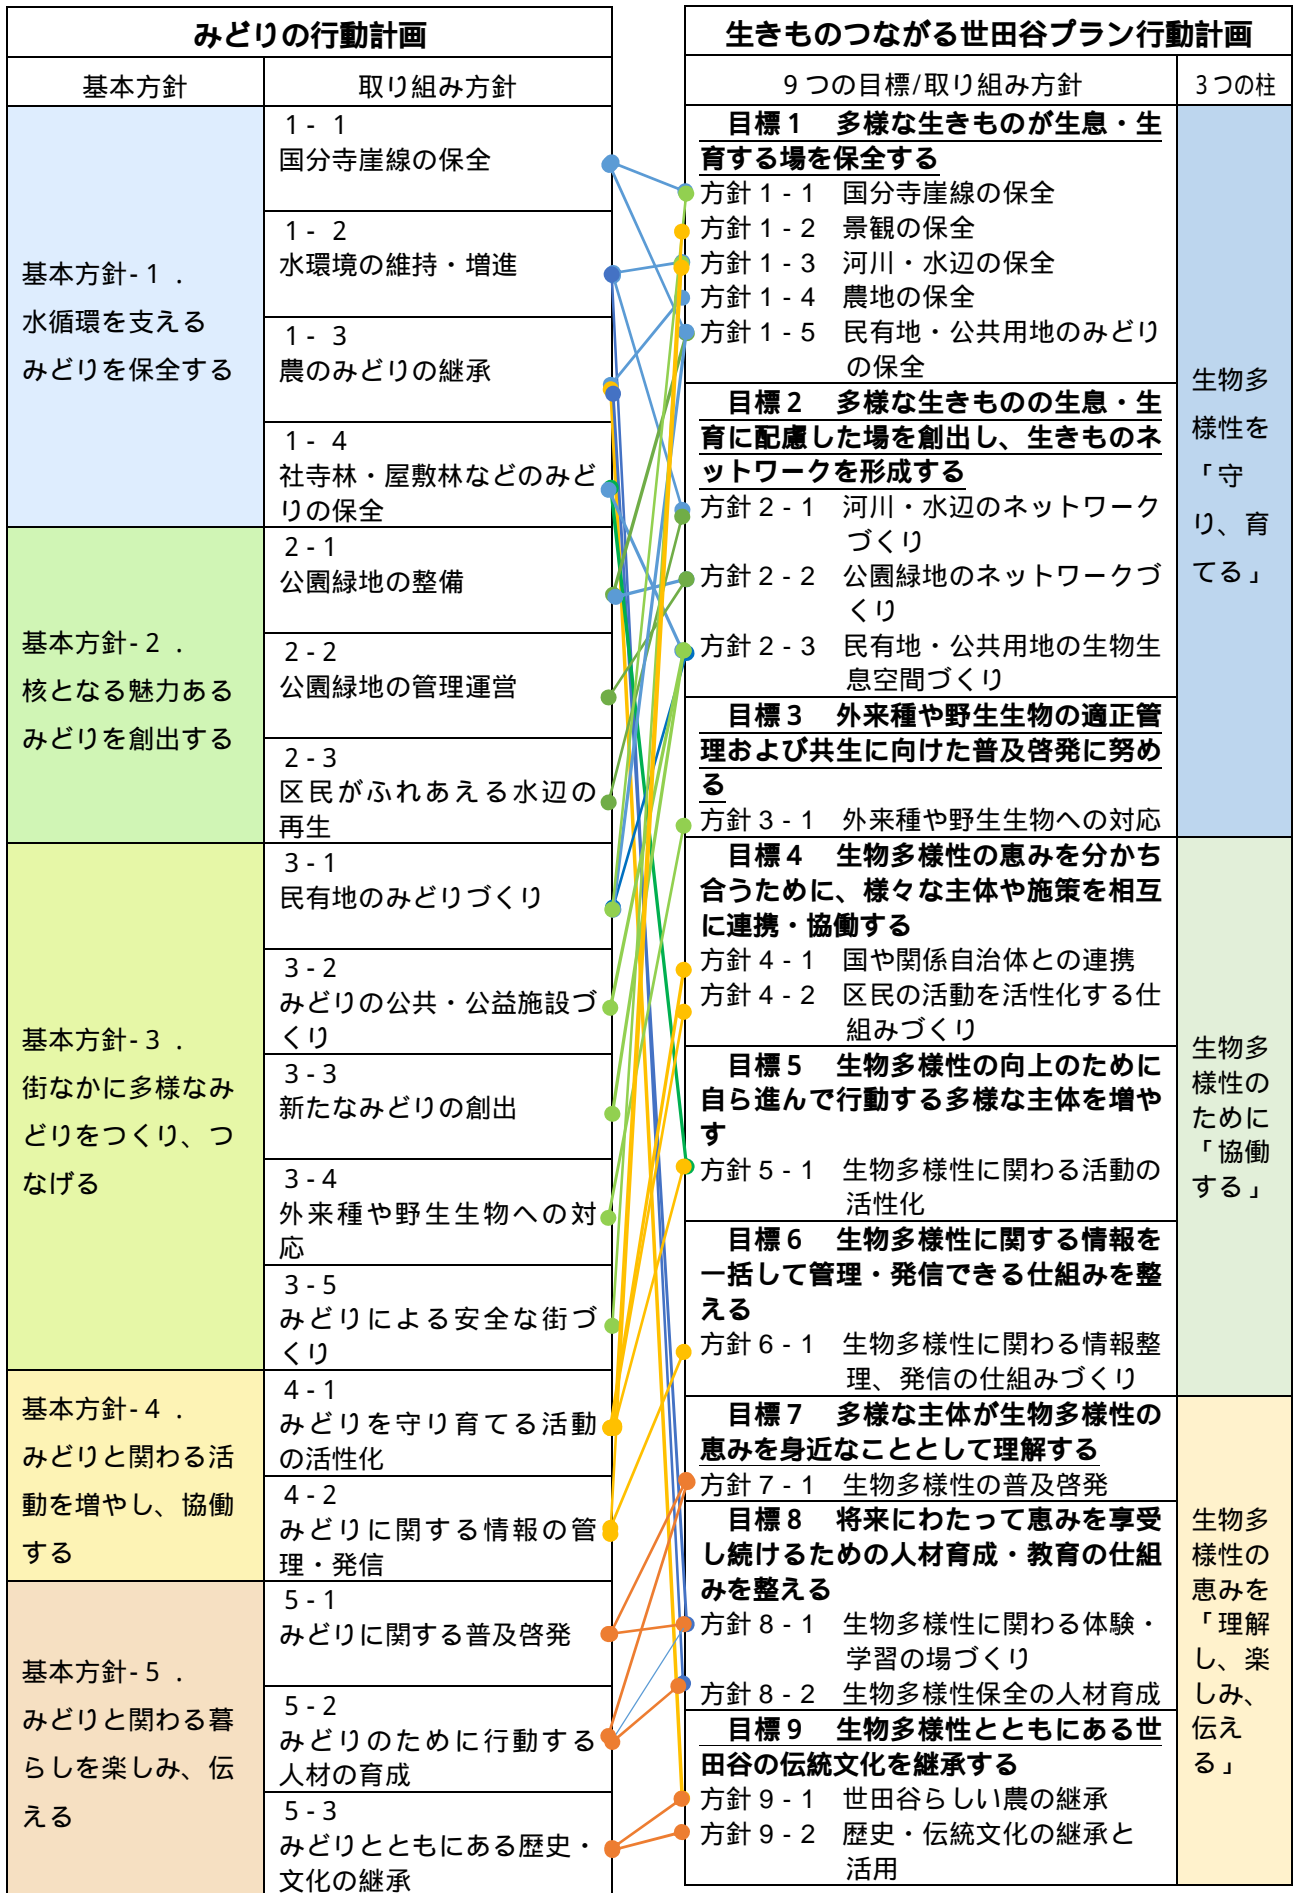 みどりの行動計画
基本方針
取り組み方針
基本方針-１．
水循環を支える
みどりを保全する
1- 1
国分寺崖線の保全
1- 2
水環境の維持・増進
1- 3
農のみどりの継承
1- 4
社寺林・屋敷林などのみど
りの保全
基本方針-２．
核となる魅力ある
みどりを創出する
2-1
公園緑地の整備
2-2
公園緑地の管理運営
2-3
区民がふれあえる水辺の
再生
基本方針-３．
街なかに多様なみ
どりをつくり、つ
なげる
3-1
民有地のみどりづくり
3-2
みどりの公共・公益施設づ
くり
3-3
新たなみどりの創出
3-4
外来種や野生生物への対
応
3-5
みどりによる安全な街づ
くり
基本方針-４．
みどりと関わる活
動を増やし、協働
する
4-1
みどりを守り育てる活動
の活性化
4-2
みどりに関する情報の管
理・発信
基本方針-５．
みどりと関わる暮
らしを楽しみ、伝
える
5-1
みどりに関する普及啓発
5-2
みどりのために行動する
人材の育成
5-3
みどりとともにある歴史・
文化の継承
生きものつながる世田谷プラン行動計画
９つの目標/取り組み方針
３つの柱
目標１　多様な生きものが生息・生
育する場を保全する
方針１-１　国分寺崖線の保全
方針１-２　景観の保全
方針１-３　河川・水辺の保全
方針１-４　農地の保全
方針１-５　民有地・公共用地のみどり
の保全
目標２　多様な生きものの生息・生
育に配慮した場を創出し、生きものネ
ットワークを形成する
方針２-１　河川・水辺のネットワーク
づくり
方針２-２　公園緑地のネットワークづ
くり
方針２-３　民有地・公共用地の生物生
息空間づくり
目標３　外来種や野生生物の適正管
理および共生に向けた普及啓発に努め
る
方針３-１　外来種や野生生物への対応
生物多
様性を
「守
り、育
てる」
目標４　生物多様性の恵みを分かち
合うために、様々な主体や施策を相互
に連携・協働する
方針４-１　国や関係自治体との連携
方針４-２　区民の活動を活性化する仕
組みづくり
目標５　生物多様性の向上のために
自ら進んで行動する多様な主体を増や
す
方針５-１　生物多様性に関わる活動の
活性化
目標６　生物多様性に関する情報を
一括して管理・発信できる仕組みを整
える
方針６-１　生物多様性に関わる情報整
理、発信の仕組みづくり
生物多
様性の
ために
「協働
する」
目標７　多様な主体が生物多様性の
恵みを身近なこととして理解する
方針７-１　生物多様性の普及啓発
目標８　将来にわたって恵みを享受
し続けるための人材育成・教育の仕組
みを整える
方針８-１　生物多様性に関わる体験・
学習の場づくり
方針８-２　生物多様性保全の人材育成
目標９　生物多様性とともにある世
田谷の伝統文化を継承する
方針９-１　世田谷らしい農の継承
方針９-２　歴史・伝統文化の継承と
活用
生物多
様性の
恵みを
「理解
し、楽
しみ、
伝え
る」